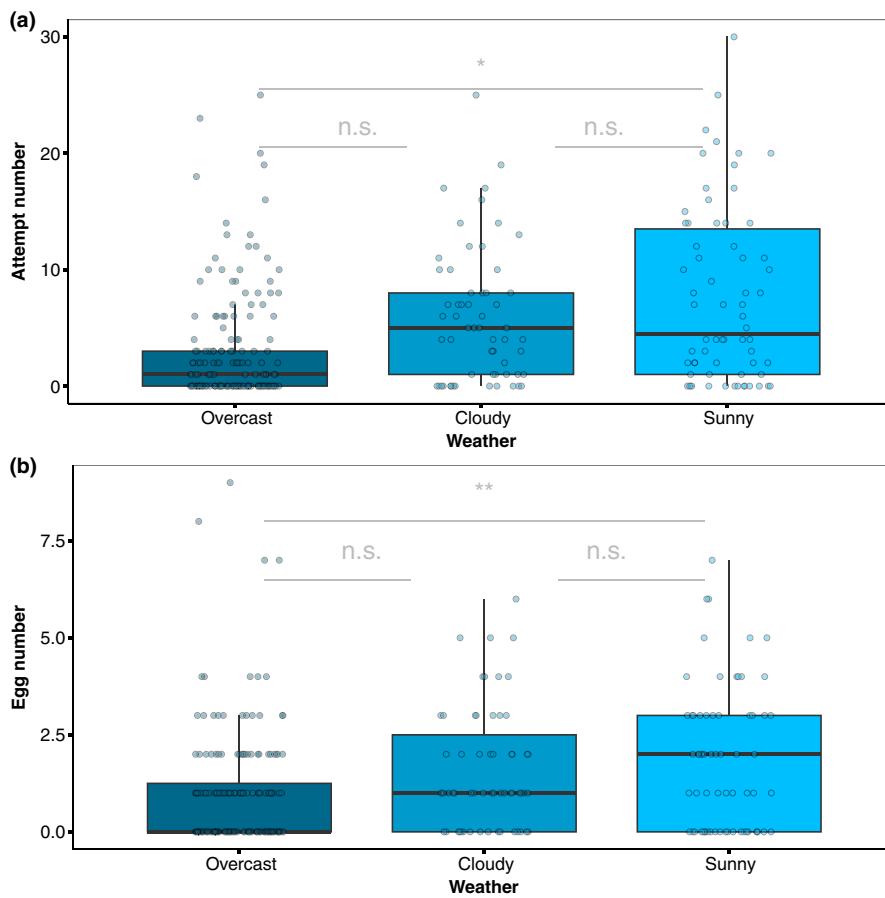 (a)
30
*
n.s.
n.s.
20
10
0
Attempt number
Overcast
Cloudy
Sunny
Weather
(b)
**
7.5
n.s.
n.s.
5.0
2.5
0.0
Egg number
Overcast
Cloudy
Sunny
Weather